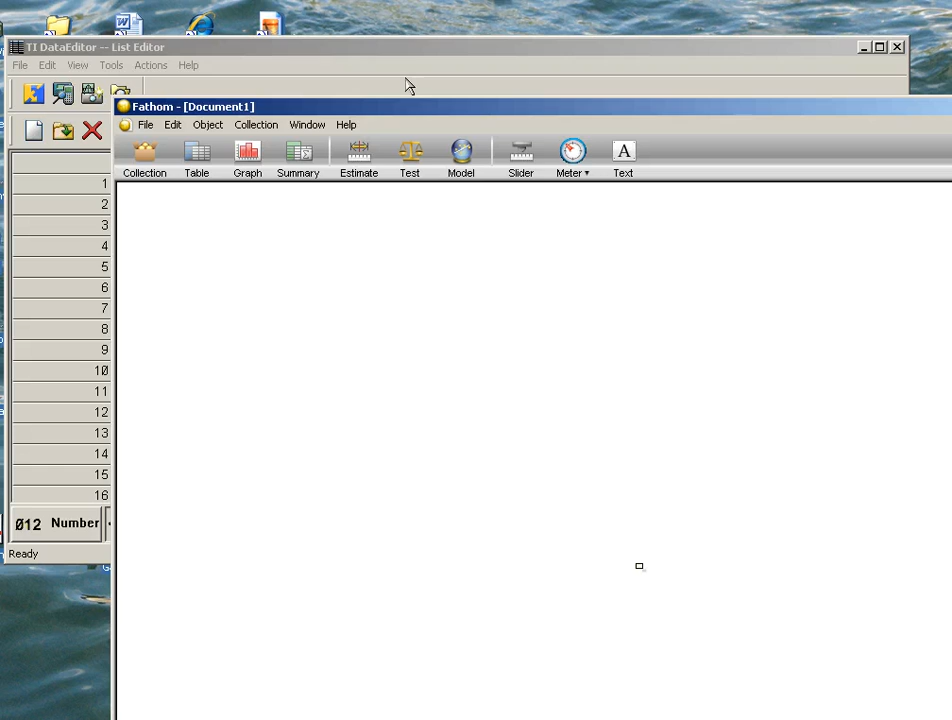 TI DataEditor -- List Editor
File Edit View Tools Actions Help
Fathom - [Document1]
File Edit Object Collection Window Help
Collection Table Graph Summary Estimate Test Model Slider Meter Text
A
1
2
3
4
5
6
7
8
9
10
11
12
13
14
15
16
012 Number
Ready